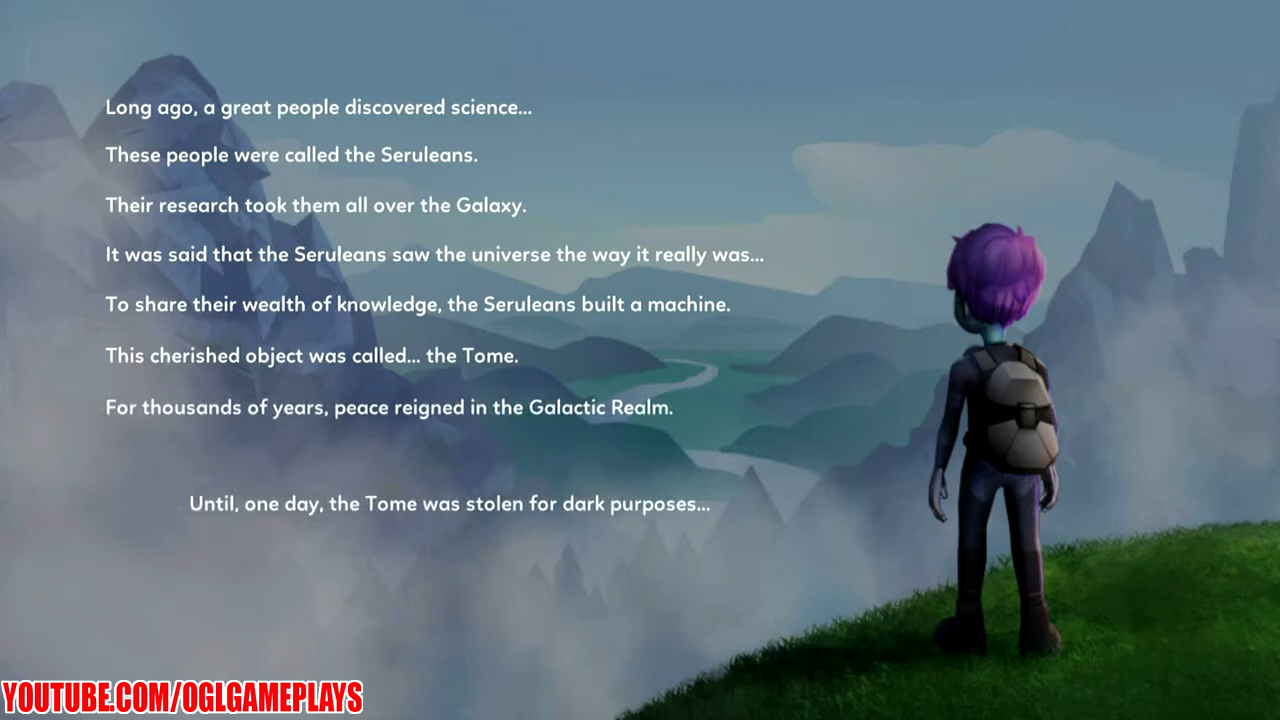 Long ago, a great people discovered science...
These people were called the Seruleans.
Their research took them all over the Galaxy.
It was said that the Seruleans saw the universe the way it really was...
To share their wealth of knowledge, the Seruleans built a machine.
This cherished object was called... the Tome.
For thousands of years, peace reigned in the Galactic Realm.
Until, one day, the Tome was stolen for dark purposes...
YOUTUBE.COM/OGLGAMEPLAYS